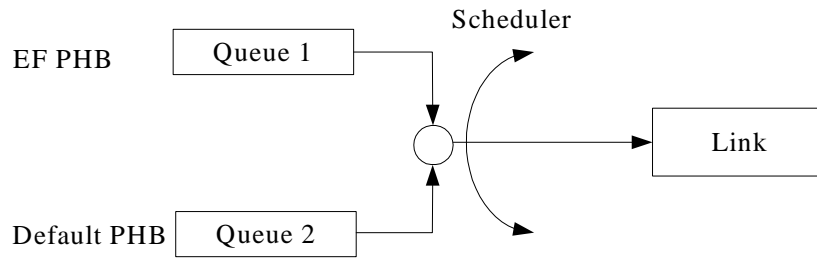 Scheduler
EF PHB
Queue 1
Link
Default PHB
Queue 2